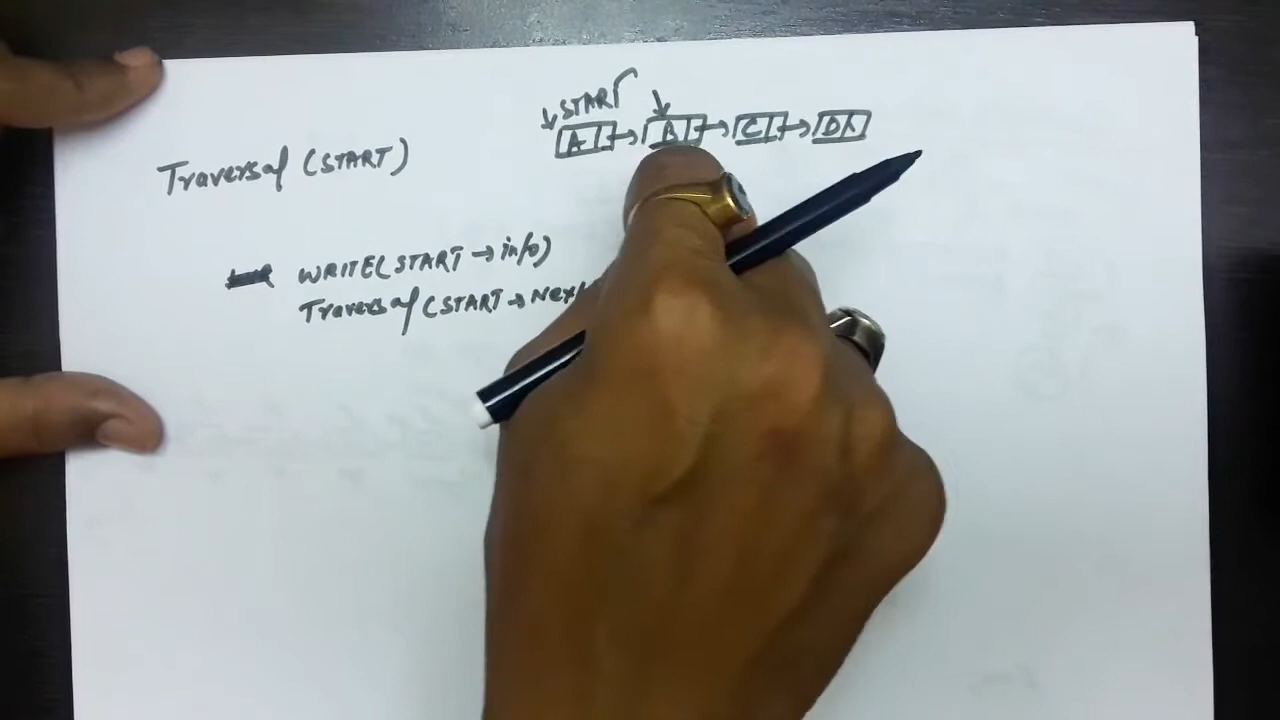 START
A B C D
Traversal (START)
WRITE(START → info)
Traversal (START → Next